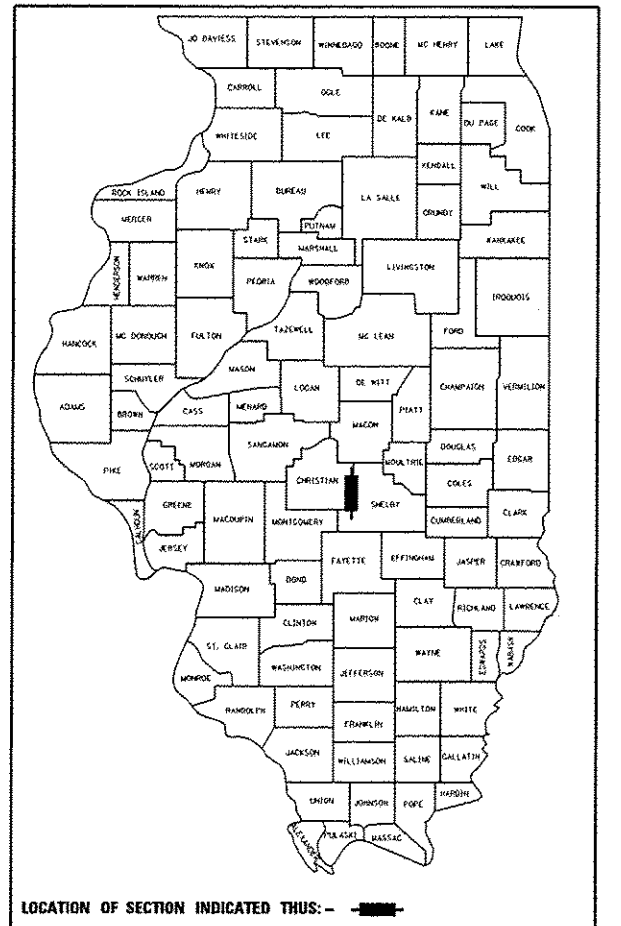 JO DAVIESS STEVENSON WINNEBAGO BOONE MC HENRY LAKE
CARROLL OGLE DE KALB KANE DU PAGE COOK
WHITESIDE LEE
KENDALL WILL
ROCK ISLAND HENRY BUREAU LA SALLE GRUNDY
MERCER PUTNAM
STARK MARSHALL KANKAKEE
HENDERSON WARREN KNOX PEORIA WOODFORD LIVINGSTON IROQUOIS
HANCOCK MC DONOUGH FULTON TAZEWELL MC LEAN FORD
SCHUYLER MASON LOGAN DE WITT CHAMPAIGN VERMILION
ADAMS BROWN CASS MENARD PIATT
MACON
PIKE SCOTT MORGAN SANGAMON MOULTRIE DOUGLAS EDGAR
CHRISTIAN COLES
CALHOUN GREENE MACOUPIN MONTGOMERY SHELBY CUMBERLAND CLARK
JERSEY FAYETTE EFFINGHAM JASPER CRAWFORD
MADISON BOND CLAY RICHLAND LAWRENCE
CLINTON MARION
ST. CLAIR WASHINGTON JEFFERSON WAYNE EDWARDS WABASH
MONROE
RANDOLPH PERRY FRANKLIN HAMILTON WHITE
JACKSON WILLIAMSON SALINE GALLATIN
UNION JOHNSON POPE HARDIN
ALEXANDER PULASKI MASSAC
LOCATION OF SECTION INDICATED THUS: -